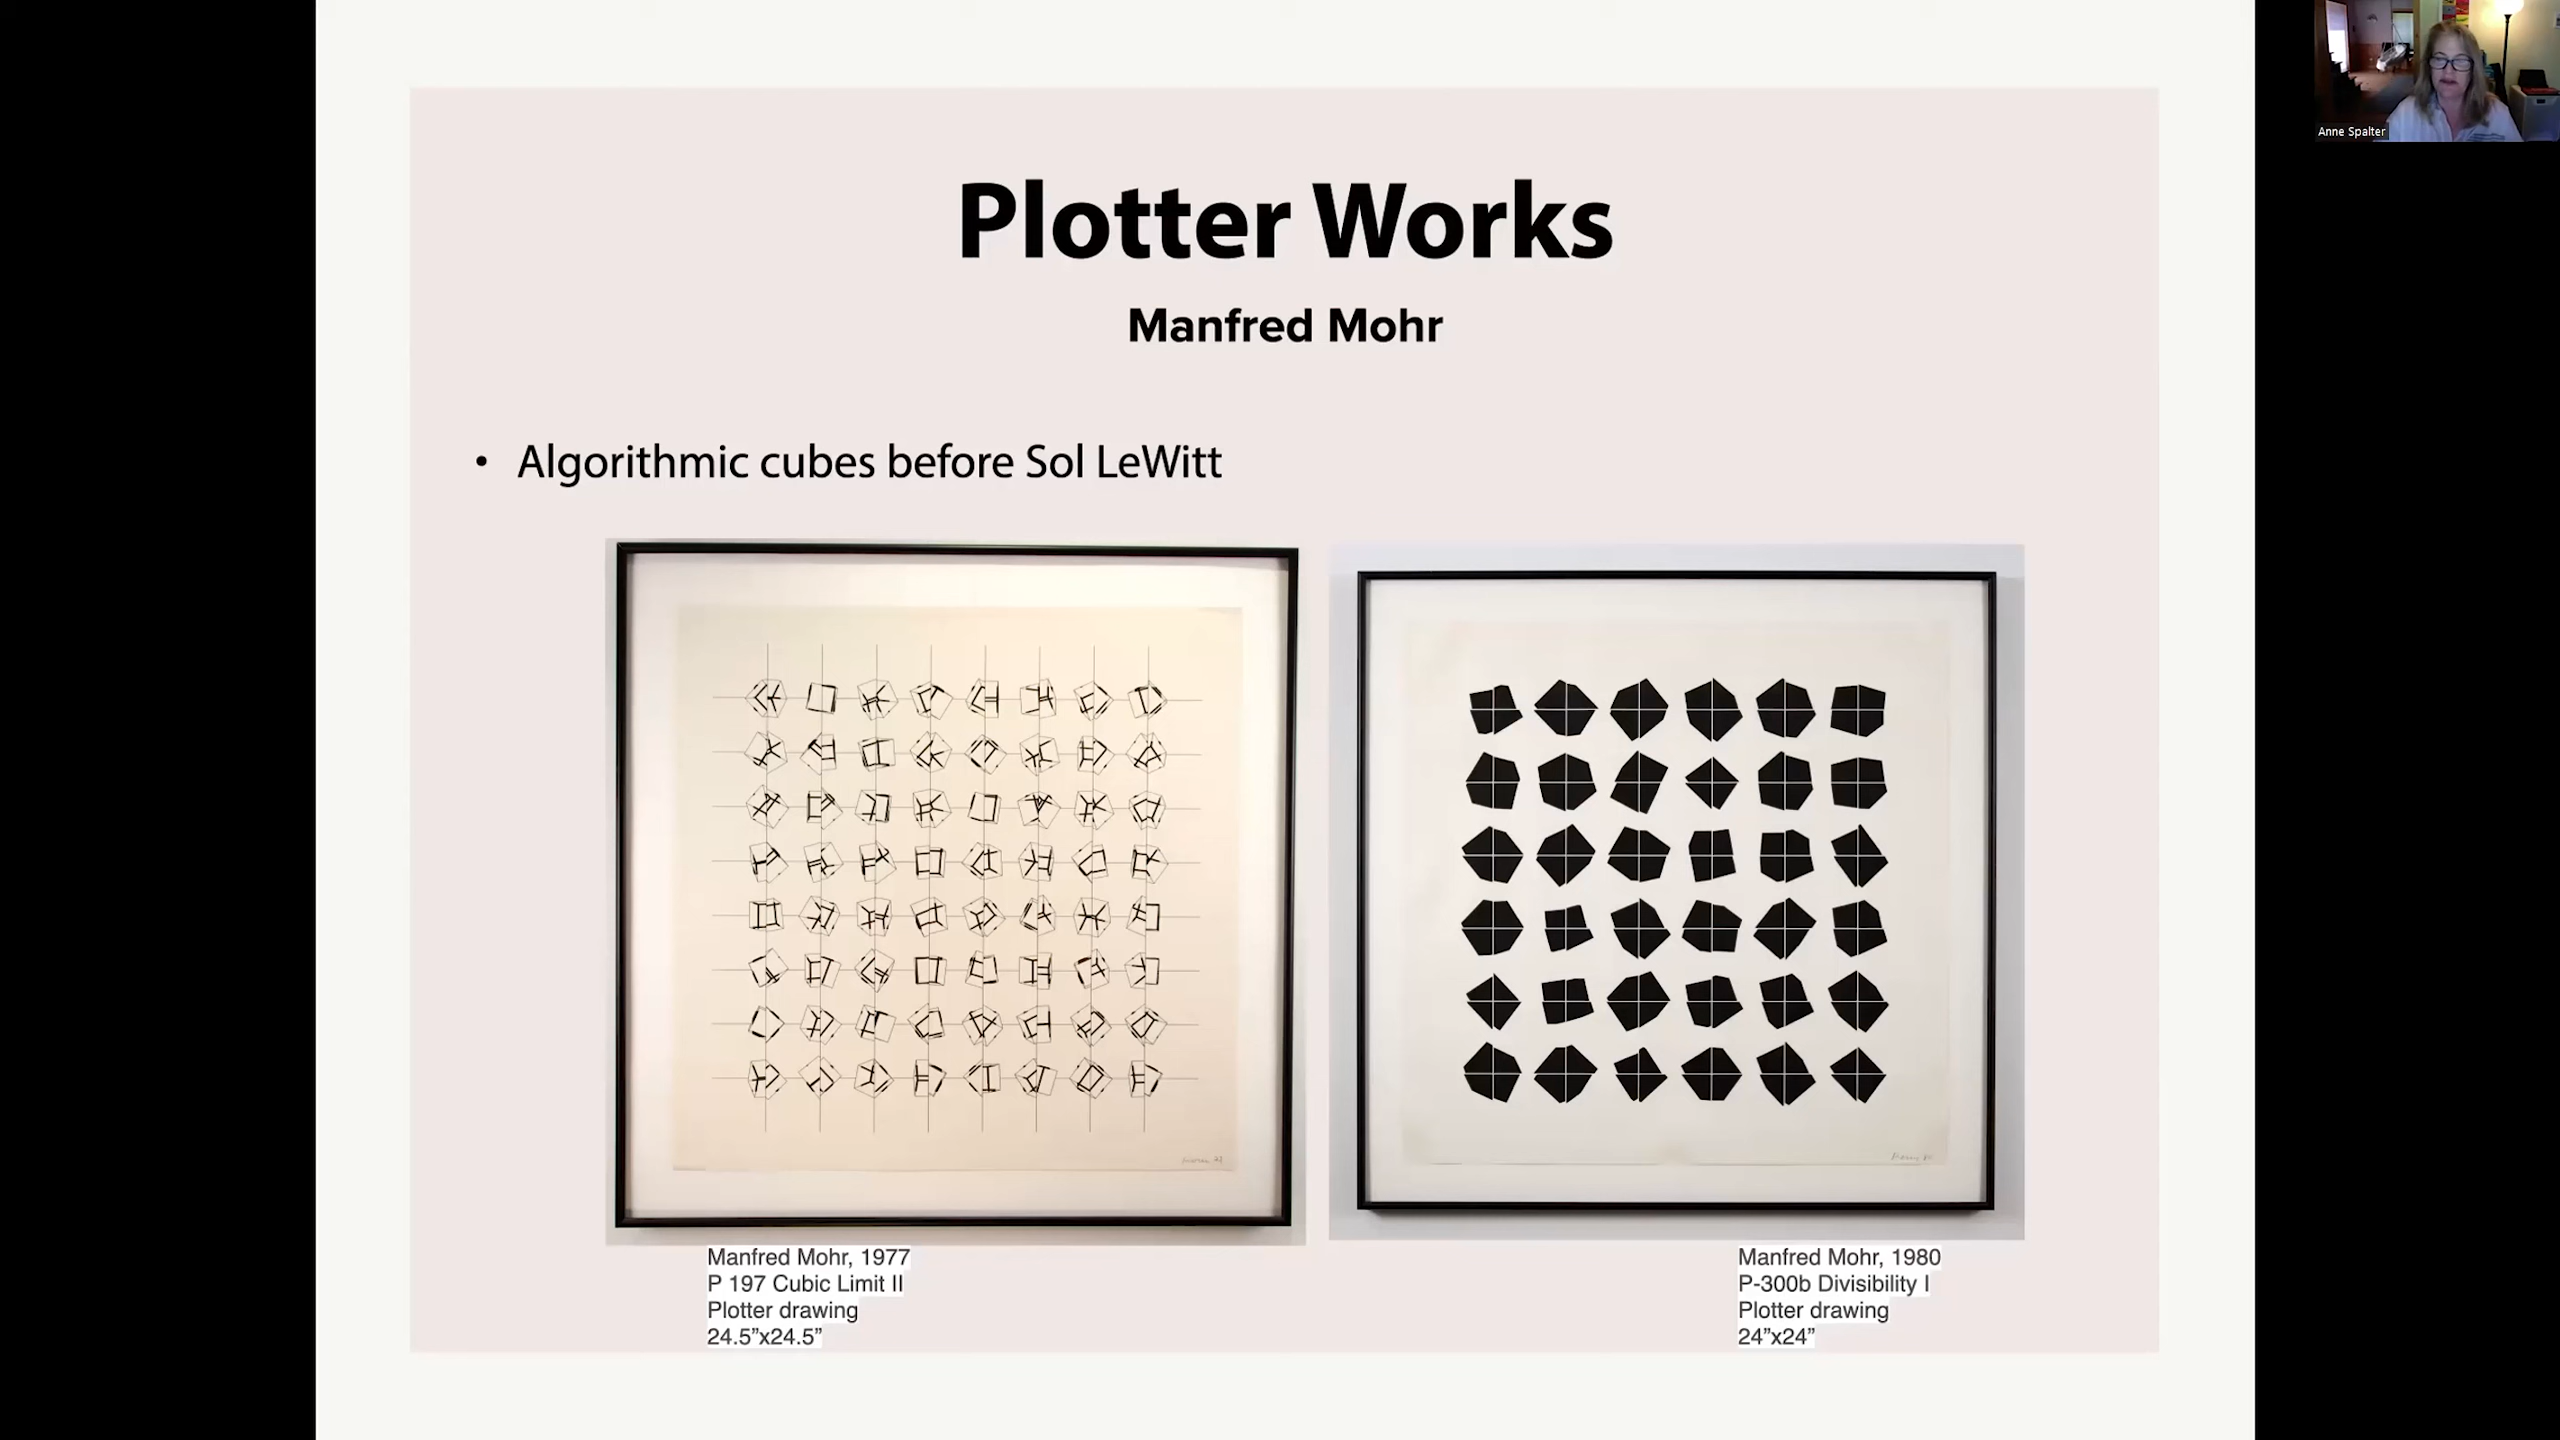 Anne Spalter
Plotter Works
Manfred Mohr
• Algorithmic cubes before Sol LeWitt
Manfred Mohr, 1977
P 197 Cubic Limit II
Plotter drawing
24.5”x24.5”
Manfred Mohr, 1980
P-300b Divisibility I
Plotter drawing
24”x24”